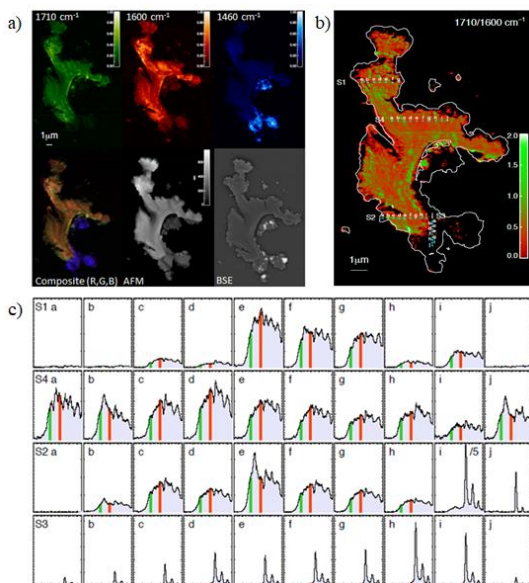 a)
1710 cm⁻¹
1600 cm⁻¹
1460 cm⁻¹
1µm
Composite (R,G,B)
AFM
BSE
b)
1710/1600 cm⁻¹
S1
S4
S2
S3
2.0
1.5
1.0
0.5
0.0
1µm
c)
S1 a b c d e f g h i j
S4 a b c d e f g h i j
S2 a b c d e f g h i /5 j
S3 b c d e f g h i j